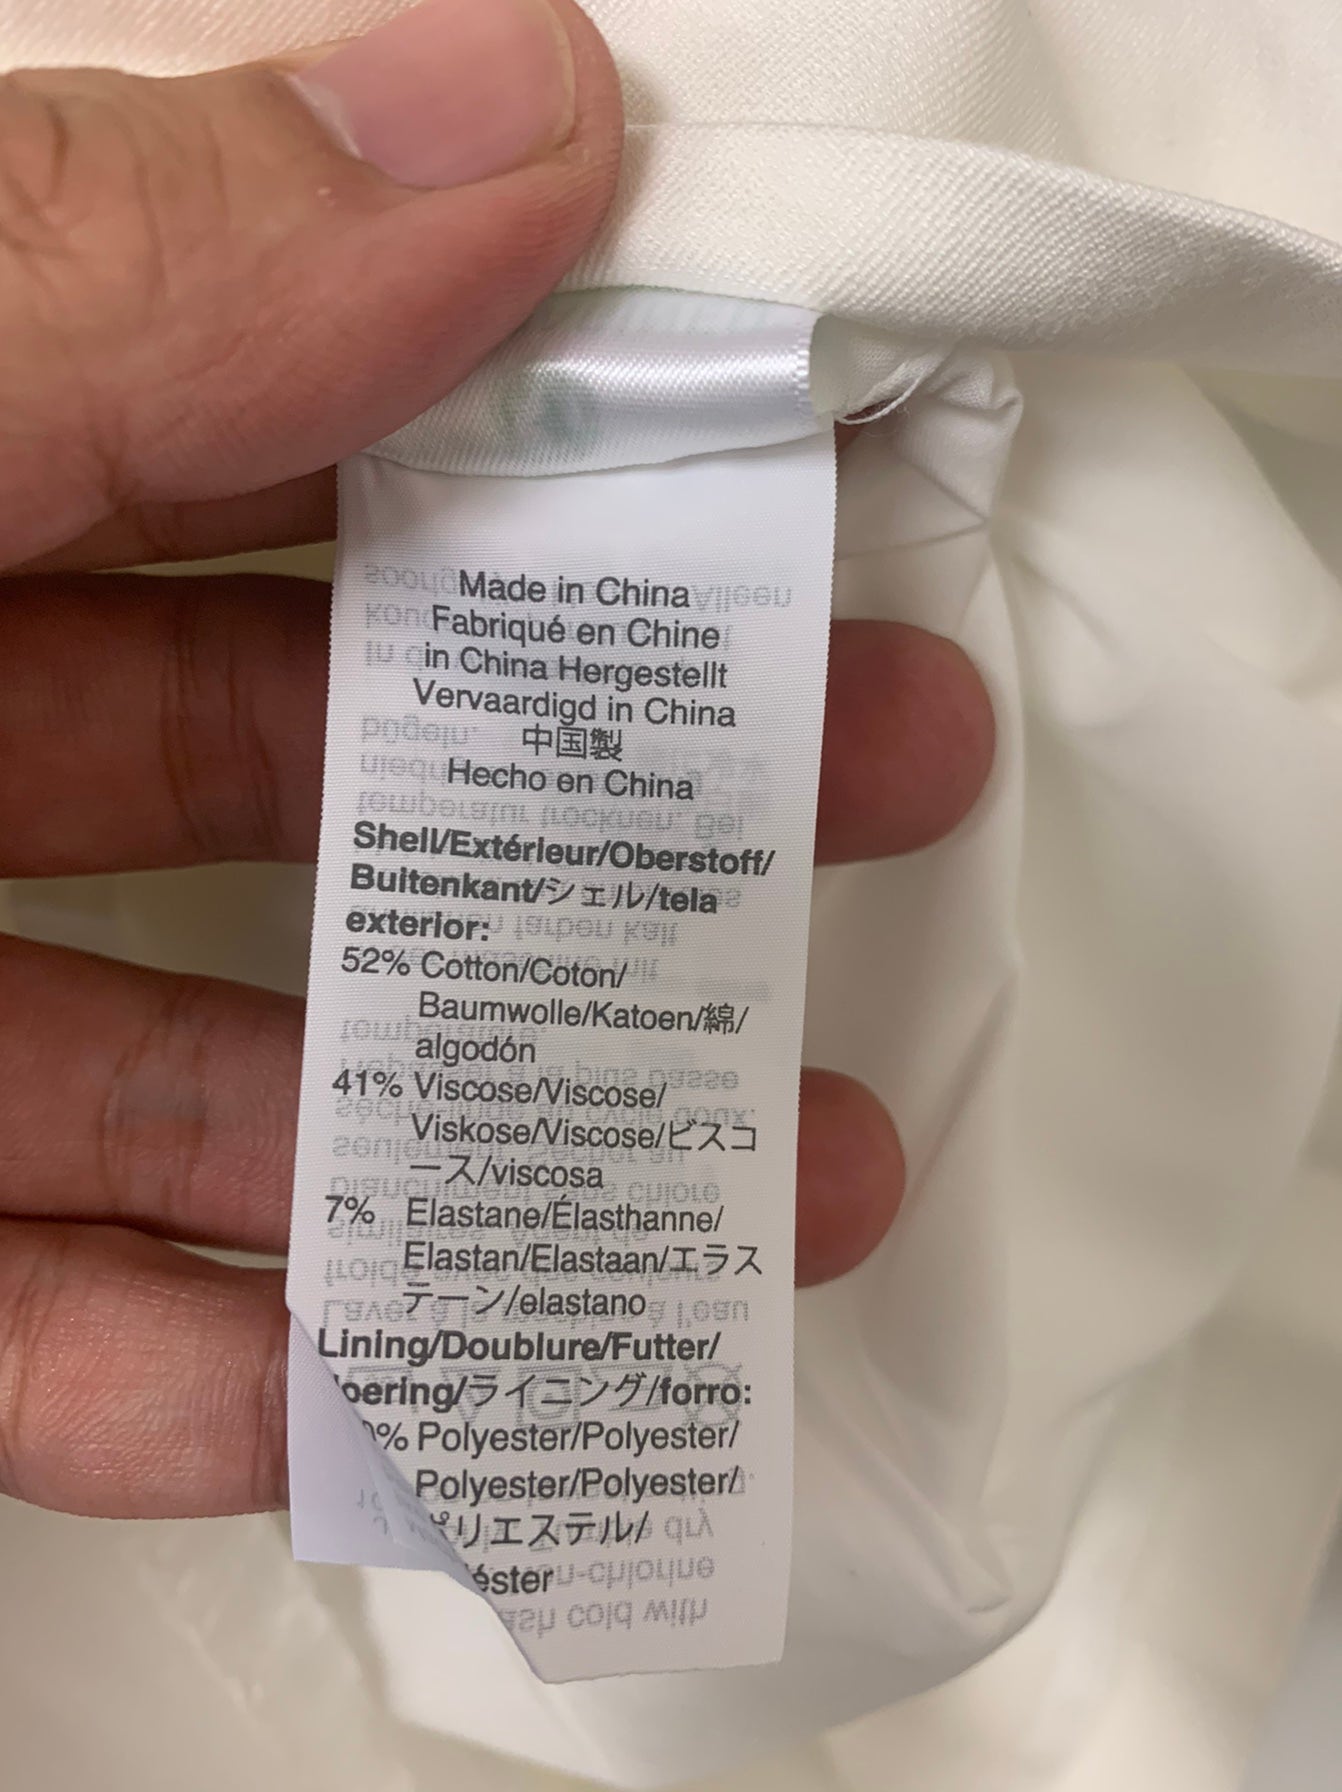 Made in China
Fabriqué en Chine
in China Hergestellt
Vervaardigd in China
中国製
Hecho en China
Shell/Extérieur/Oberstoff/
Buitenkant/シェル/tela
exterior:
52% Cotton/Coton/
Baumwolle/Katoen/綿/
algodón
41% Viscose/Viscose/
Viskose/Viscose/ビスコ
ース/viscosa
7% Elastane/Élasthanne/
Elastan/Elastaan/エラス
テーン/elastano
Lining/Doublure/Futter/
/ライニング/forro:
Polyester/Polyester/
Polyester/Polyester/
ポリエステル/